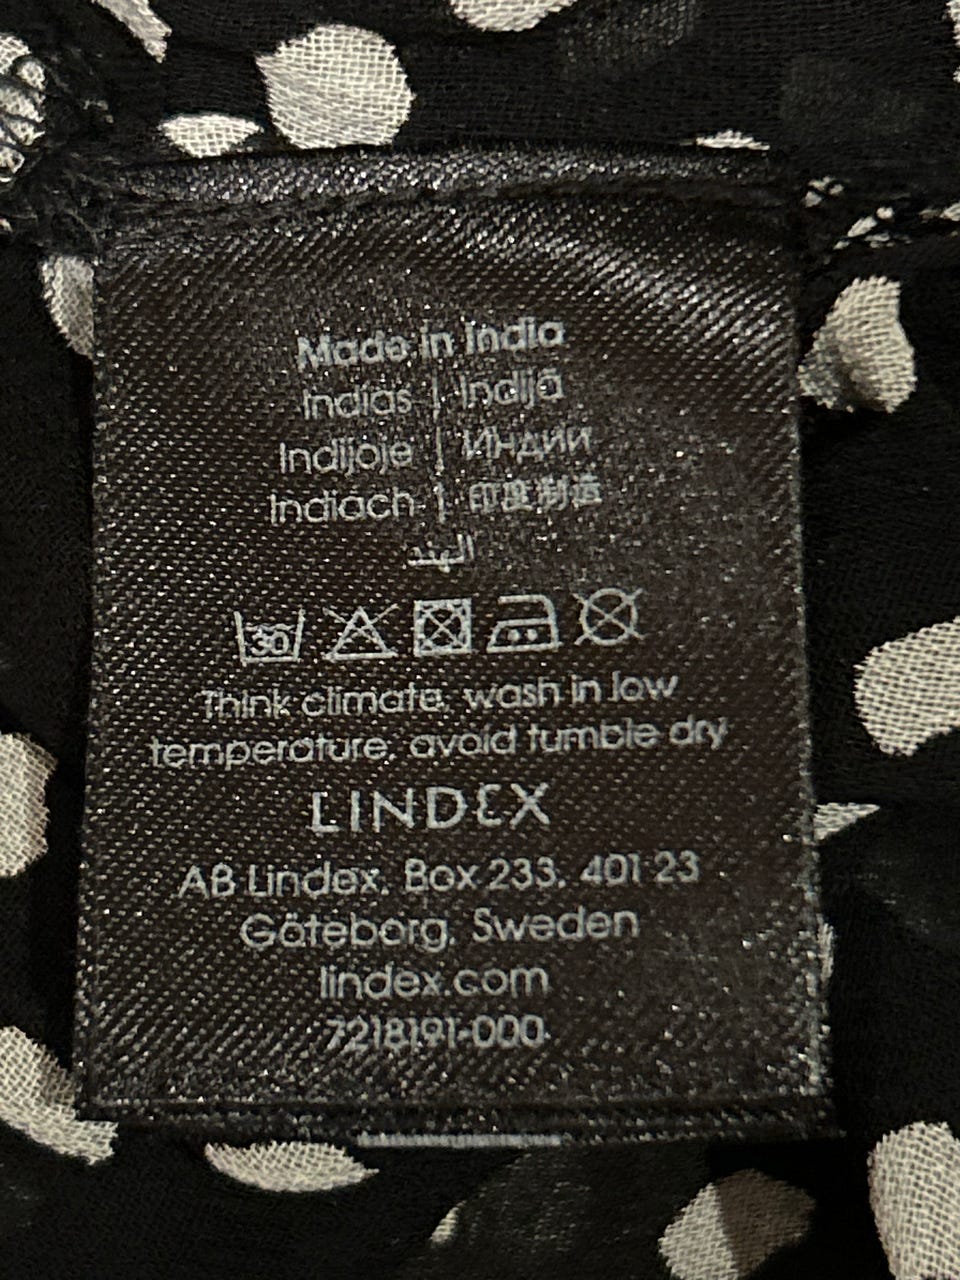 Made in India
Indias | Indijā
Indijoje | Индии
Indiach | 印度制造
الهند
30
Think climate, wash in low
temperature, avoid tumble dry
LINDEX
AB Lindex, Box 233, 401 23
Göteborg, Sweden
lindex.com
7218191-000